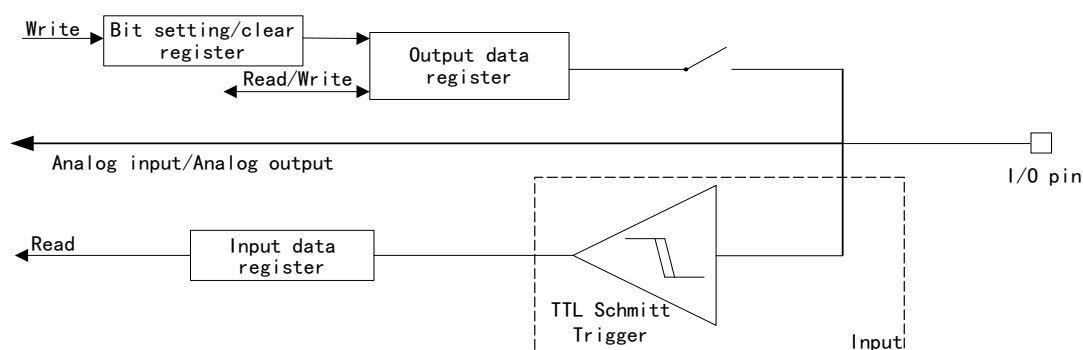 Write
Bit setting/clear
register
Output data
register
Read/Write
Analog input/Analog output
I/O pin
Read
Input data
register
TTL Schmitt
Trigger
Input